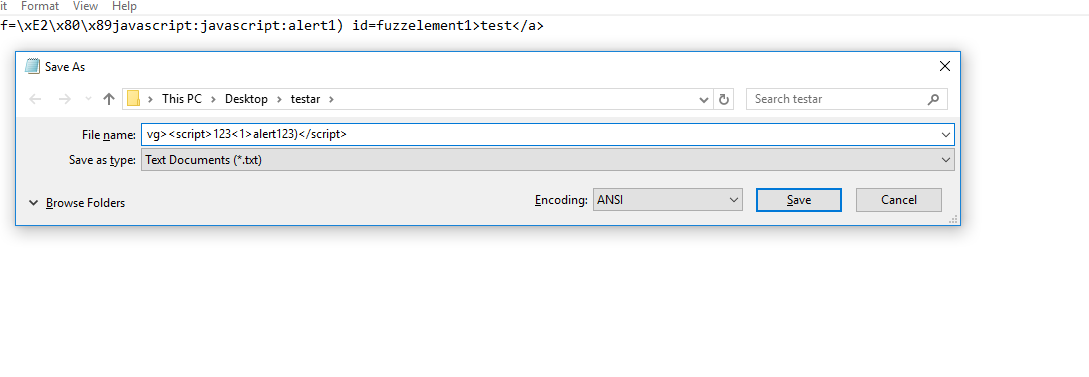 it Format View Help
f=\xE2\x80\x89javascript:javascript:alert1) id=fuzzelement1>test</a>
Save As
This PC > Desktop > testar >
Search testar
File name: vg><script>123<1>alert123)</script>
Save as type: Text Documents (*.txt)
Browse Folders
Encoding: ANSI
Save
Cancel